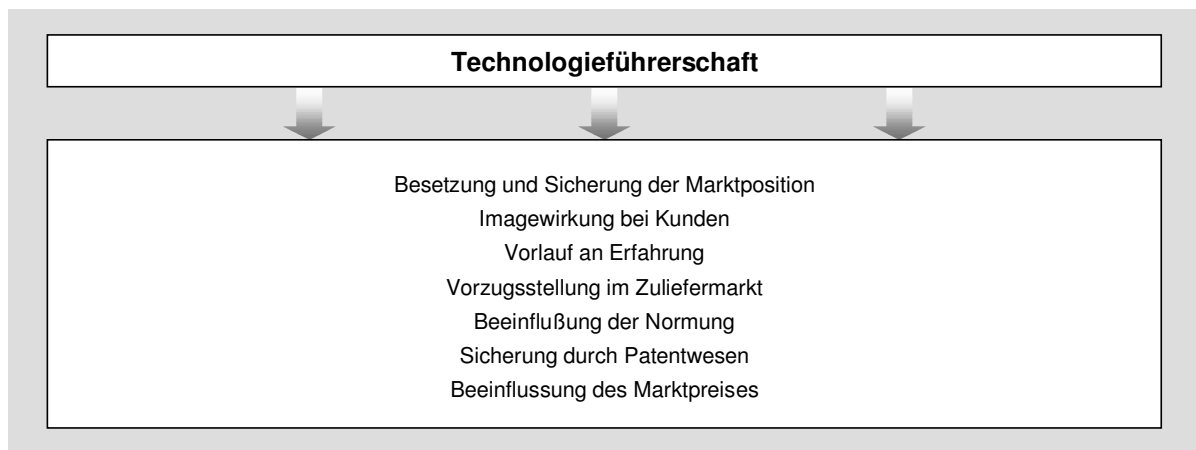 Technologieführerschaft
Besetzung und Sicherung der Marktposition
Imagewirkung bei Kunden
Vorlauf an Erfahrung
Vorzugsstellung im Zuliefermarkt
Beeinflußung der Normung
Sicherung durch Patentwesen
Beeinflussung des Marktpreises